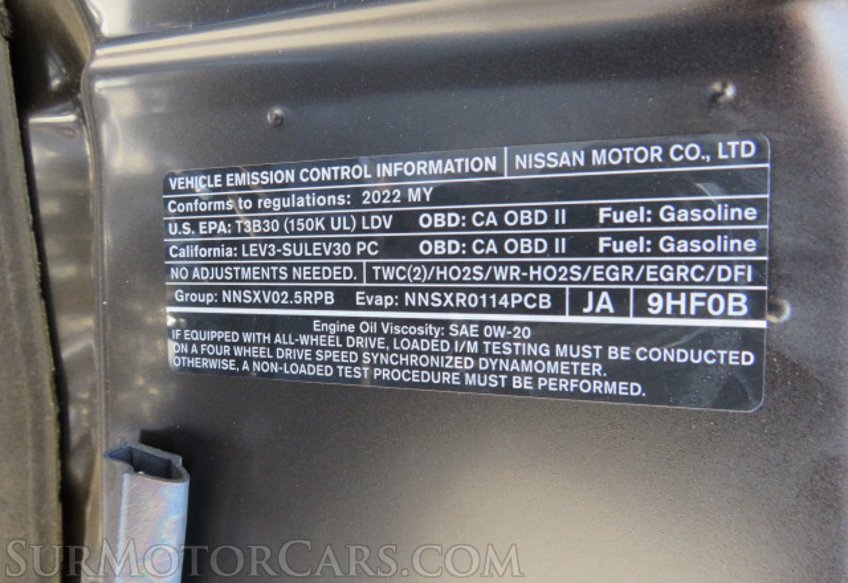 VEHICLE EMISSION CONTROL INFORMATION NISSAN MOTOR CO., LTD
Conforms to regulations: 2022 MY
U.S. EPA: T3B30 (150K UL) LDV OBD: CA OBD II Fuel: Gasoline
California: LEV3-SULEV30 PC OBD: CA OBD II Fuel: Gasoline
NO ADJUSTMENTS NEEDED. TWC(2)/HO2S/WR-HO2S/EGR/EGRC/DFI
Group: NNSXV02.5RPB Evap: NNSXR0114PCB JA 9HF0B
Engine Oil Viscosity: SAE 0W-20
IF EQUIPPED WITH ALL-WHEEL DRIVE, LOADED I/M TESTING MUST BE CONDUCTED
ON A FOUR WHEEL DRIVE SPEED SYNCHRONIZED DYNAMOMETER.
OTHERWISE, A NON-LOADED TEST PROCEDURE MUST BE PERFORMED.
SURMOTORCARS.COM